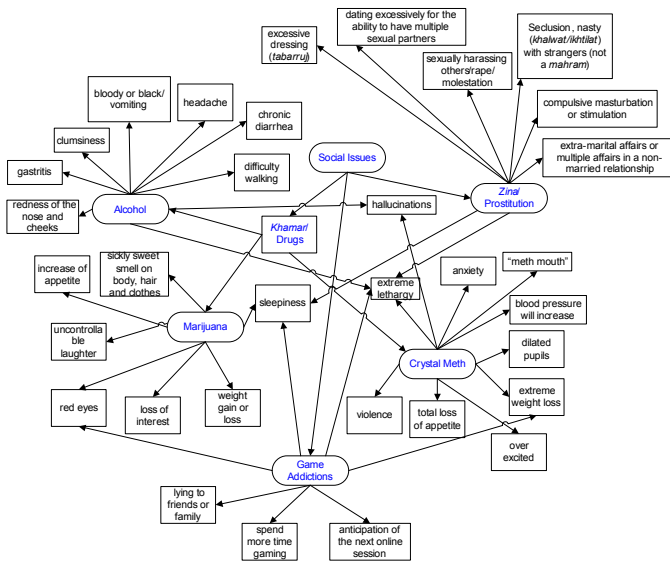 excessive
dressing (tabarruj)
dating excessively for the
ability to have multiple
sexual partners
sexually harassing
others/rape/
molestation
Seclusion , nasty
(khalwat/ikhtilat)
with strangers (not
a mahram)
compulsive masturbation
or stimulation
extra-marital affairs or
multiple affairs in a non-
married relationship
bloody or black/
vomiting
headache
chronic
diarrhea
clumsiness
gastritis
difficulty
walking
redness of the
nose and
cheeks
Alcohol
Social Issues
Zina/
Prostitution
hallucinations
Khamar/
Drugs
increase of
appetite
sickly sweet
smell on
body, hair
and clothes
sleepiness
extreme
lethargy
anxiety
"meth mouth"
blood pressure
will increase
Marijuana
uncontrolla
ble
laughter
dilated
pupils
Crystal Meth
red eyes
loss of
interest
weight
gain or
loss
violence
total loss
of appetite
extreme
weight loss
over
excited
Game
Addictions
lying to
friends or
family
spend
more time
gaming
anticipation of
the next online
session